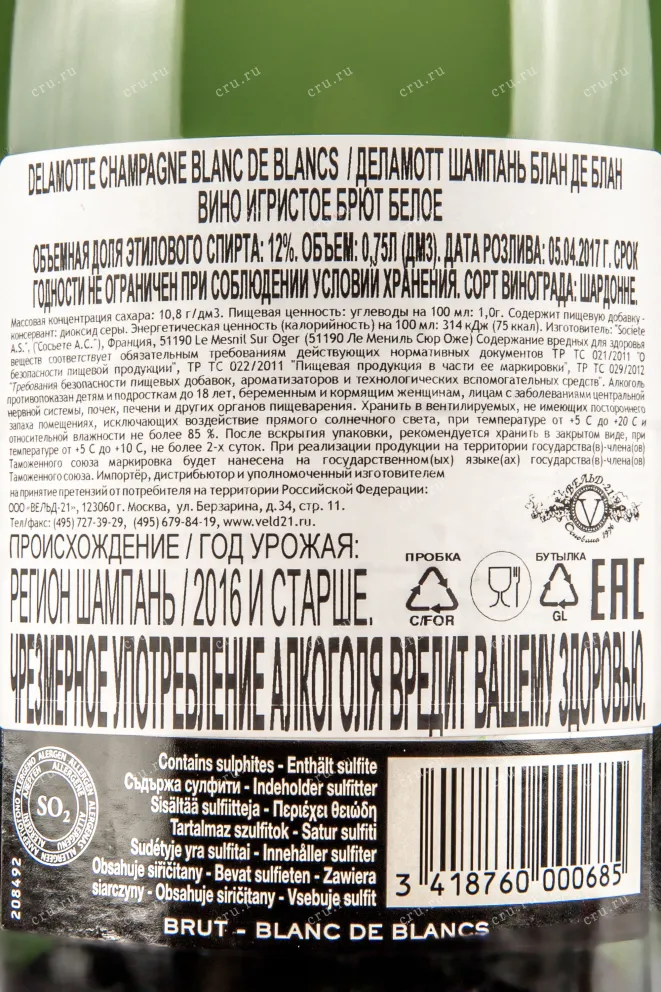 DELAMOTTE CHAMPAGNE BLANC DE BLANCS / ДЕЛАМОТТ ШАМПАНЬ БЛАН ДЕ БЛАН
ВИНО ИГРИСТОЕ БРЮТ БЕЛОЕ
ОБЪЕМНАЯ ДОЛЯ ЭТИЛОВОГО СПИРТА: 12%. ОБЪЕМ: 0,75Л (ДМ3). ДАТА РОЗЛИВА: 05.04.2017 Г. СРОК
ГОДНОСТИ НЕ ОГРАНИЧЕН ПРИ СОБЛЮДЕНИИ УСЛОВИЙ ХРАНЕНИЯ. СОРТ ВИНОГРАДА: ШАРДОННЕ.
Массовая концентрация сахара: 10,8 г/дм3. Пищевая ценность: углеводы на 100 мл: 1,0г. Содержит пищевую добавку -
консервант: диоксид серы. Энергетическая ценность (калорийность) на 100 мл: 314 кДж (75 ккал). Изготовитель: "Societe
A.S.", ("Сосьете А.С."), Франция, 51190 Le Mesnil Sur Oger (51190 Ле Мениль Сюр Оже) Содержание вредных для здоровья
веществ соответствует обязательным требованиям действующих нормативных документов ТР ТС 021/2011 "О
безопасности пищевой продукции", ТР ТС 022/2011 "Пищевая продукция в части ее маркировки", ТР ТС 029/2012
"Требования безопасности пищевых добавок, ароматизаторов и технологических вспомогательных средств". Алкоголь
противопоказан детям и подросткам до 18 лет, беременным и кормящим женщинам, лицам с заболеваниями центральной
нервной системы, почек, печени и других органов пищеварения. Хранить в вентилируемых, не имеющих постороннего
запаха помещениях, исключающих воздействие прямого солнечного света, при температуре от +5 С до +20 С и
относительной влажности не более 85 %. После вскрытия упаковки, рекомендуется хранить в закрытом виде, при
температуре от +5 С до +10 С, не более 2-х суток. При реализации продукции на территории государства(в)-члена(ов)
Таможенного союза маркировка будет нанесена на государственном(ых) языке(ах) государства(в)-члена(ов)
Таможенного союза. Импортёр, дистрибьютор и уполномоченный изготовителем
на принятие претензий от потребителя на территории Российской Федерации:
ООО «ВЕЛЬД-21», 123060 г. Москва, ул. Берзарина, д.34, стр. 11.
Тел/факс: (495) 727-39-29, (495) 679-84-19, www.veld21.ru.
ВЕЛЬД-21
V
Основана 1996
ПРОИСХОЖДЕНИЕ / ГОД УРОЖАЯ:
РЕГИОН ШАМПАНЬ / 2016 И СТАРШЕ.
ПРОБКА
C/FOR
БУТЫЛКА
GL
EAC
ЧРЕЗМЕРНОЕ УПОТРЕБЛЕНИЕ АЛКОГОЛЯ ВРЕДИТ ВАШЕМУ ЗДОРОВЬЮ.
SO2
Contains sulphites - Enthält sulfite
Съдържа сулфити - Indeholder sulfitter
Sisältää sulfiitteja - Περιέχει θειώδη
Tartalmaz szulfitok - Satur sulfiti
Sudėtyje yra sulfitai - Innehåller sulfiter
Obsahuje siřičitany - Bevat sulfieten - Zawiera
siarczyny - Obsahuje siričitany - Vsebuje sulfit
208492
3 418760 000685
BRUT - BLANC DE BLANCS
cru.ru